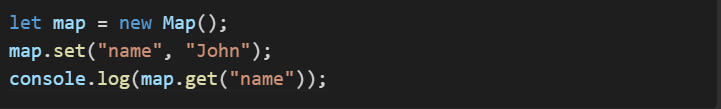 let map = new Map();
map.set("name", "John");
console.log(map.get("name"));